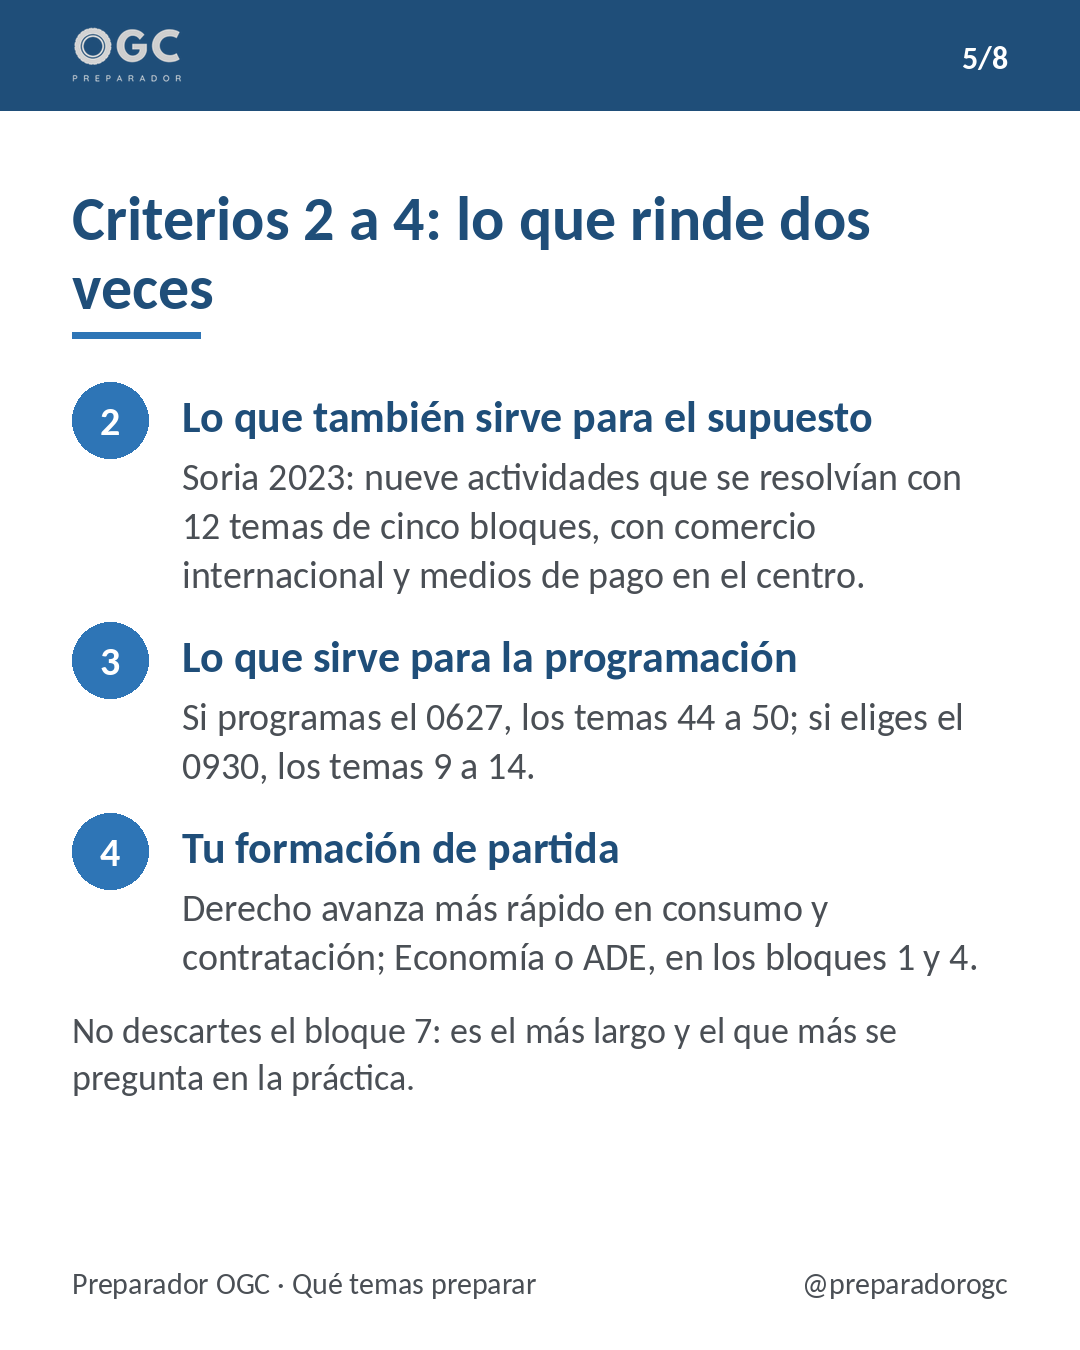 OGC
PREPARADOR
5/8
Criterios 2 a 4: lo que rinde dos
veces
2
Lo que también sirve para el supuesto
Soria 2023: nueve actividades que se resolvían con
12 temas de cinco bloques, con comercio
internacional y medios de pago en el centro.
3
Lo que sirve para la programación
Si programas el 0627, los temas 44 a 50; si eliges el
0930, los temas 9 a 14.
4
Tu formación de partida
Derecho avanza más rápido en consumo y
contratación; Economía o ADE, en los bloques 1 y 4.
No descartes el bloque 7: es el más largo y el que más se
pregunta en la práctica.
Preparador OGC · Qué temas preparar
@preparadorogc